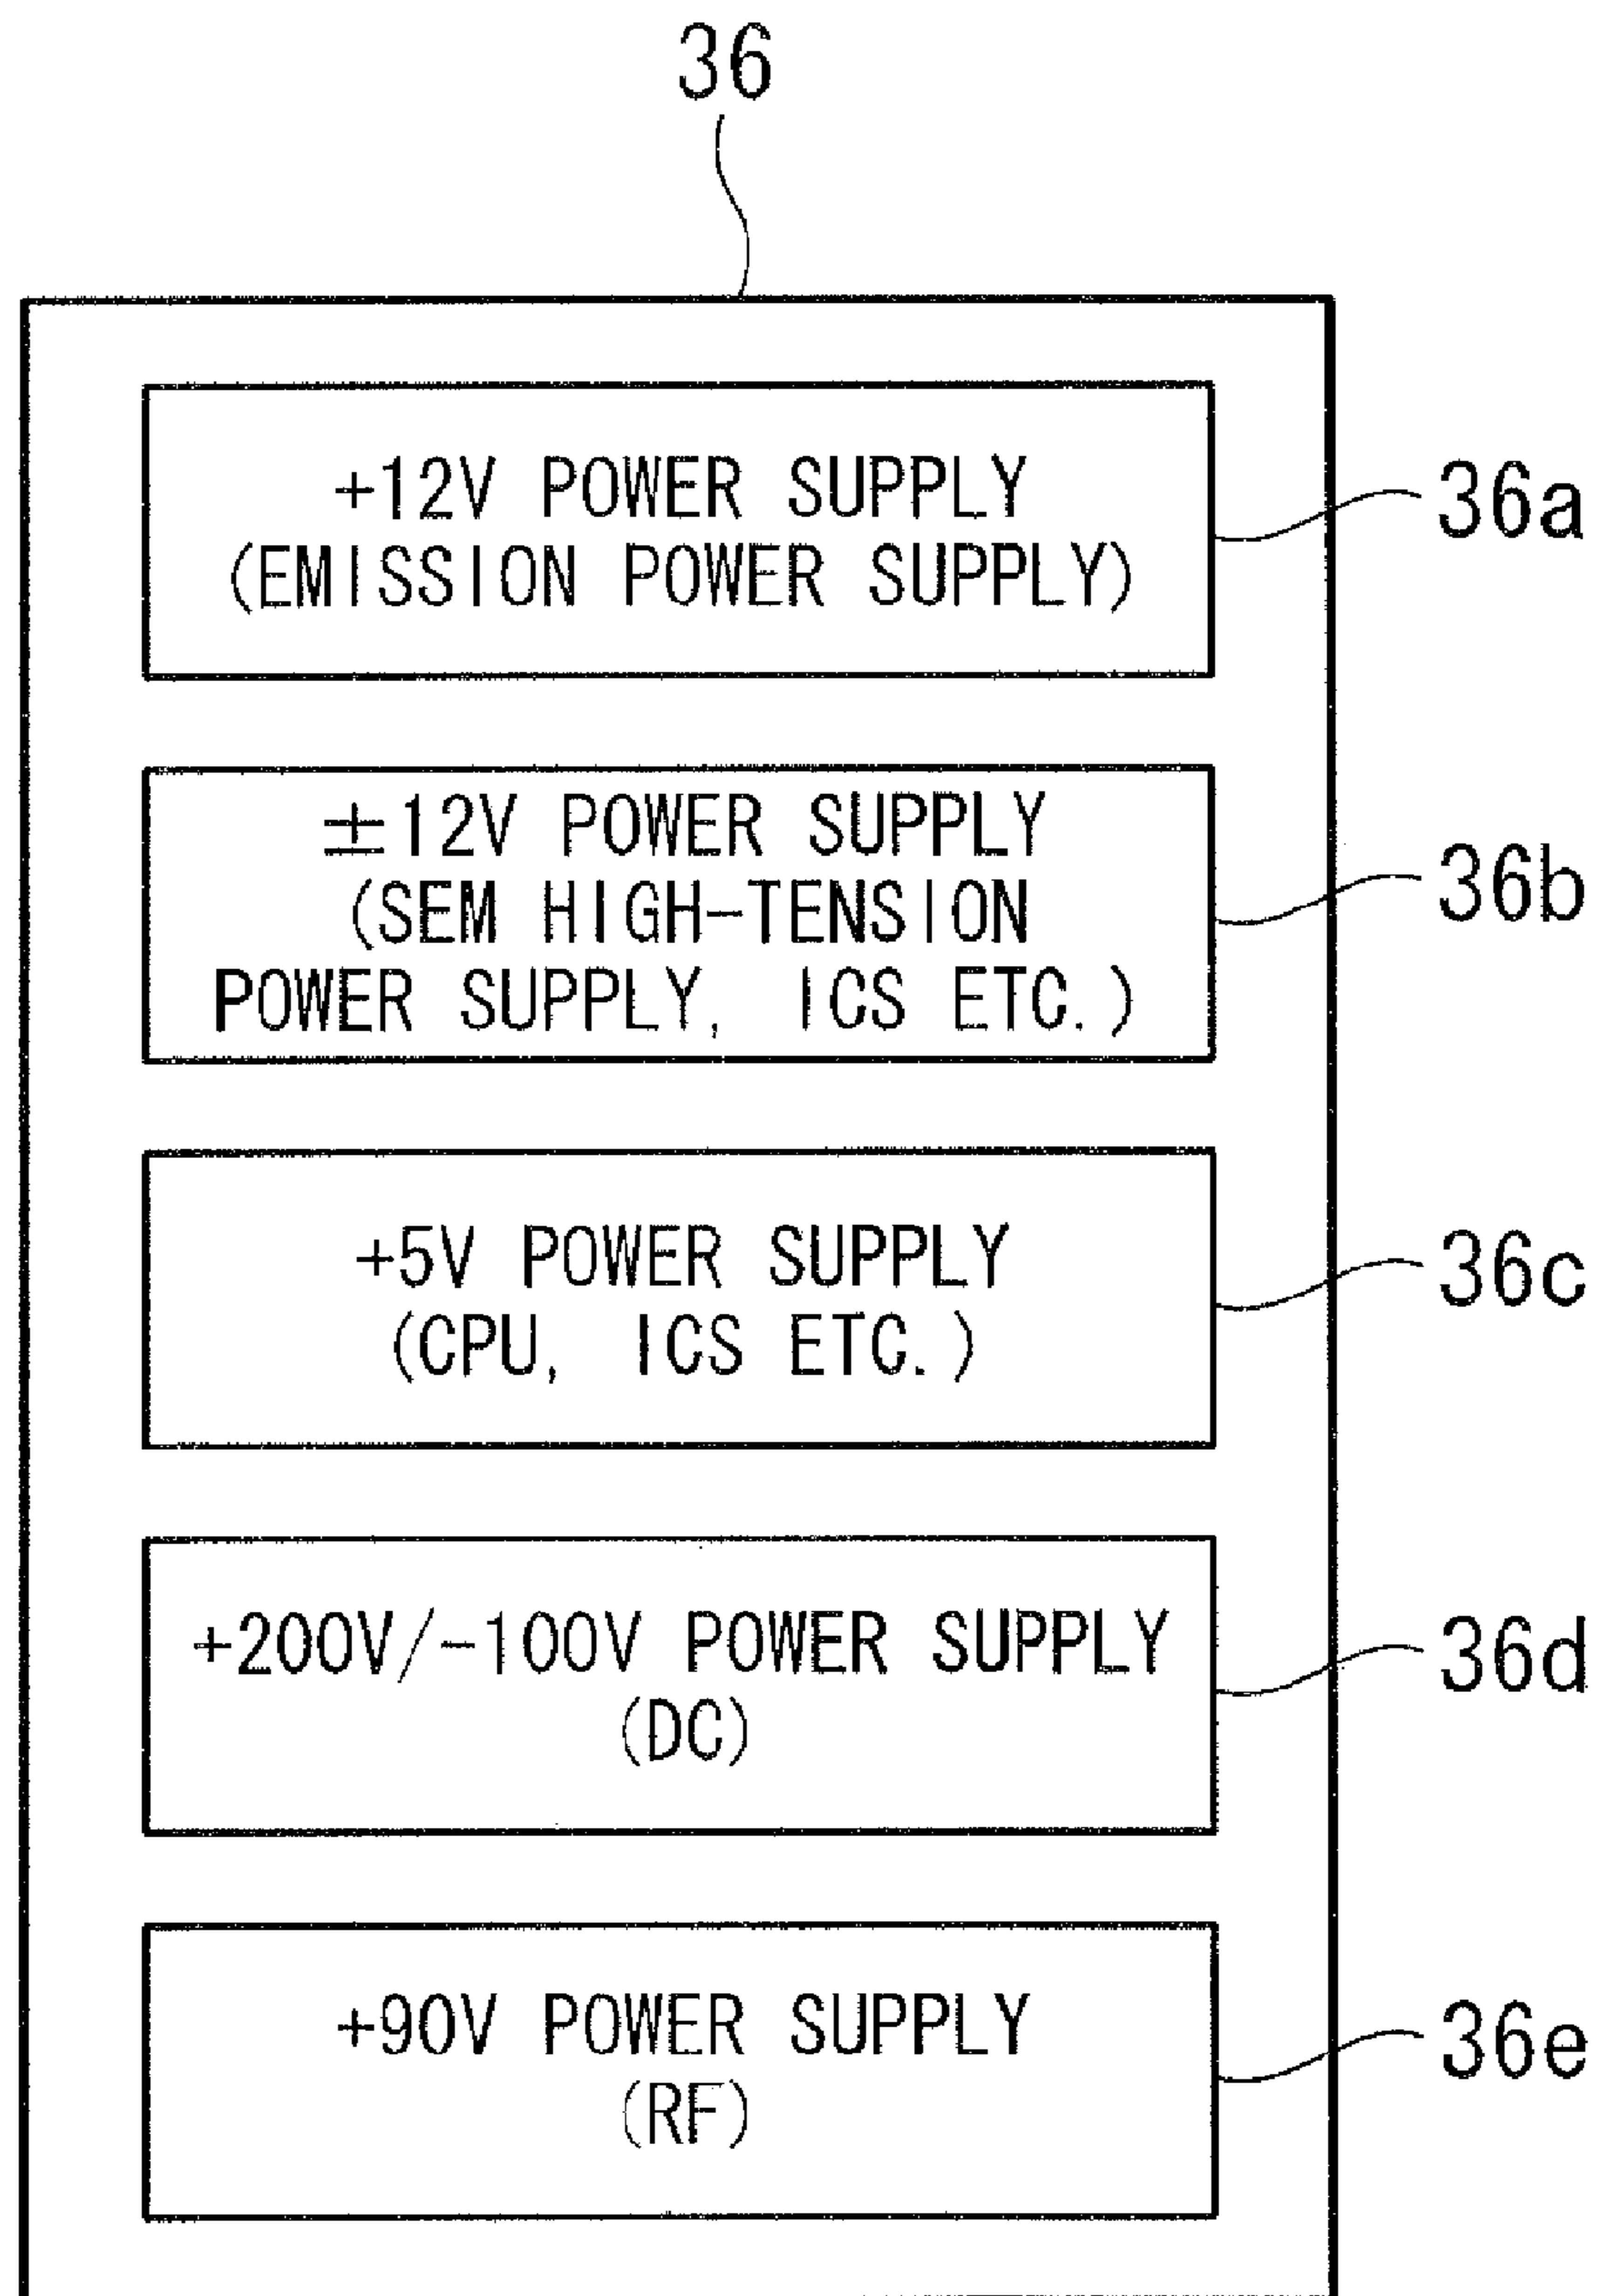 36
+12V POWER SUPPLY
(EMISSION POWER SUPPLY)
36a
±12V POWER SUPPLY
(SEM HIGH-TENSION
POWER SUPPLY, ICS ETC.)
36b
+5V POWER SUPPLY
(CPU, ICS ETC.)
36c
+200V/-100V POWER SUPPLY
(DC)
36d
+90V POWER SUPPLY
(RF)
36e